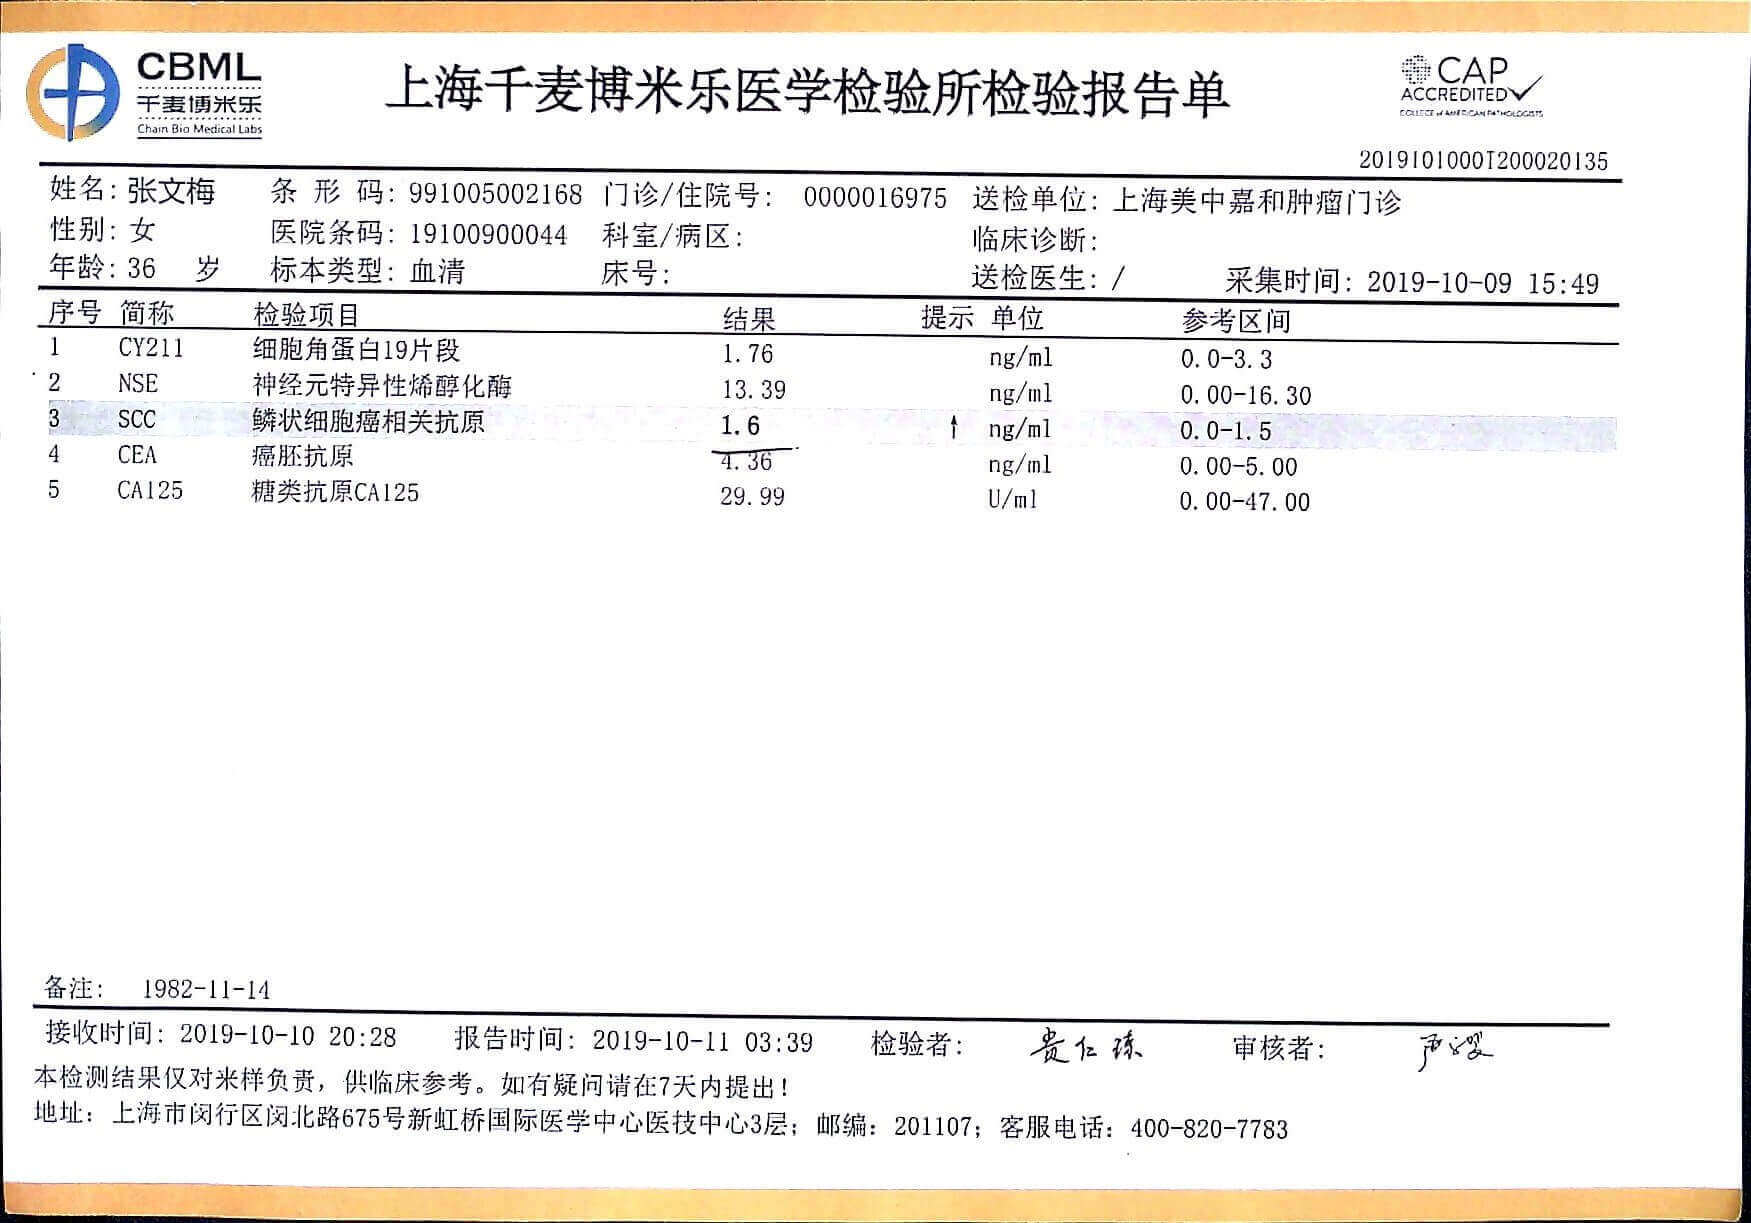 CBML
千麦博米乐
Chain Bio Medical Labs
上海千麦博米乐医学检验所检验报告单
CAP
ACCREDITED
COLLEGE of AMERICAN PATHOLOGISTS
2019101000T200020135
姓名: 张文梅 条 形 码: 991005002168 门诊/住院号: 0000016975 送检单位: 上海美中嘉和肿瘤门诊
性别: 女 医院条码: 19100900044 科室/病区: 临床诊断:
年龄: 36 岁 标本类型: 血清 床号: 送检医生: / 采集时间: 2019-10-09 15:49
序号 简称 检验项目 结果 提示 单位 参考区间
1 CY211 细胞角蛋白19片段 1.76 ng/ml 0.0-3.3
2 NSE 神经元特异性烯醇化酶 13.39 ng/ml 0.00-16.30
3 SCC 鳞状细胞癌相关抗原 1.6 ↑ ng/ml 0.0-1.5
4 CEA 癌胚抗原 4.36 ng/ml 0.00-5.00
5 CA125 糖类抗原CA125 29.99 U/ml 0.00-47.00
备注: 1982-11-14
接收时间: 2019-10-10 20:28 报告时间: 2019-10-11 03:39 检验者: 审核者:
本检测结果仅对来样负责，供临床参考。如有疑问请在7天内提出!
地址: 上海市闵行区闵北路675号新虹桥国际医学中心医技中心3层; 邮编: 201107; 客服电话: 400-820-7783